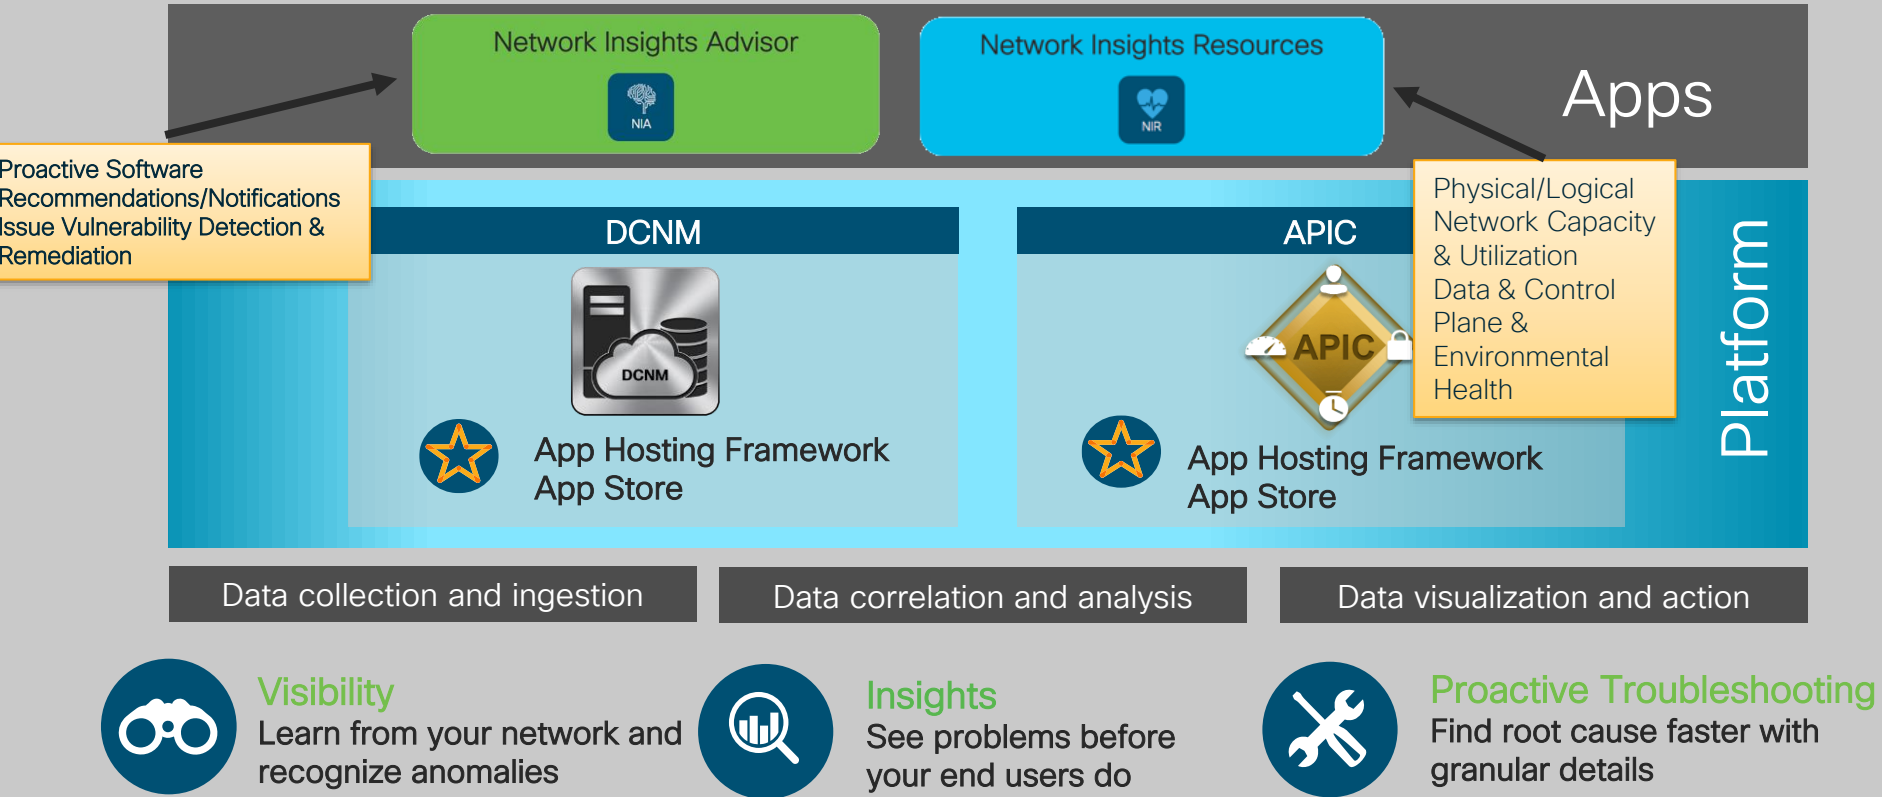 Network Insights Advisor
NIA
Network Insights Resources
NIR
Apps
Proactive Software
Recommendations/Notifications
Issue Vulnerability Detection &
Remediation
Physical/Logical
Network Capacity
& Utilization
Data & Control
Plane &
Environmental
Health
DCNM
DCNM
App Hosting Framework
App Store
APIC
APIC
App Hosting Framework
App Store
Platform
Data collection and ingestion
Data correlation and analysis
Data visualization and action
Visibility
Learn from your network and
recognize anomalies
Insights
See problems before
your end users do
Proactive Troubleshooting
Find root cause faster with
granular details